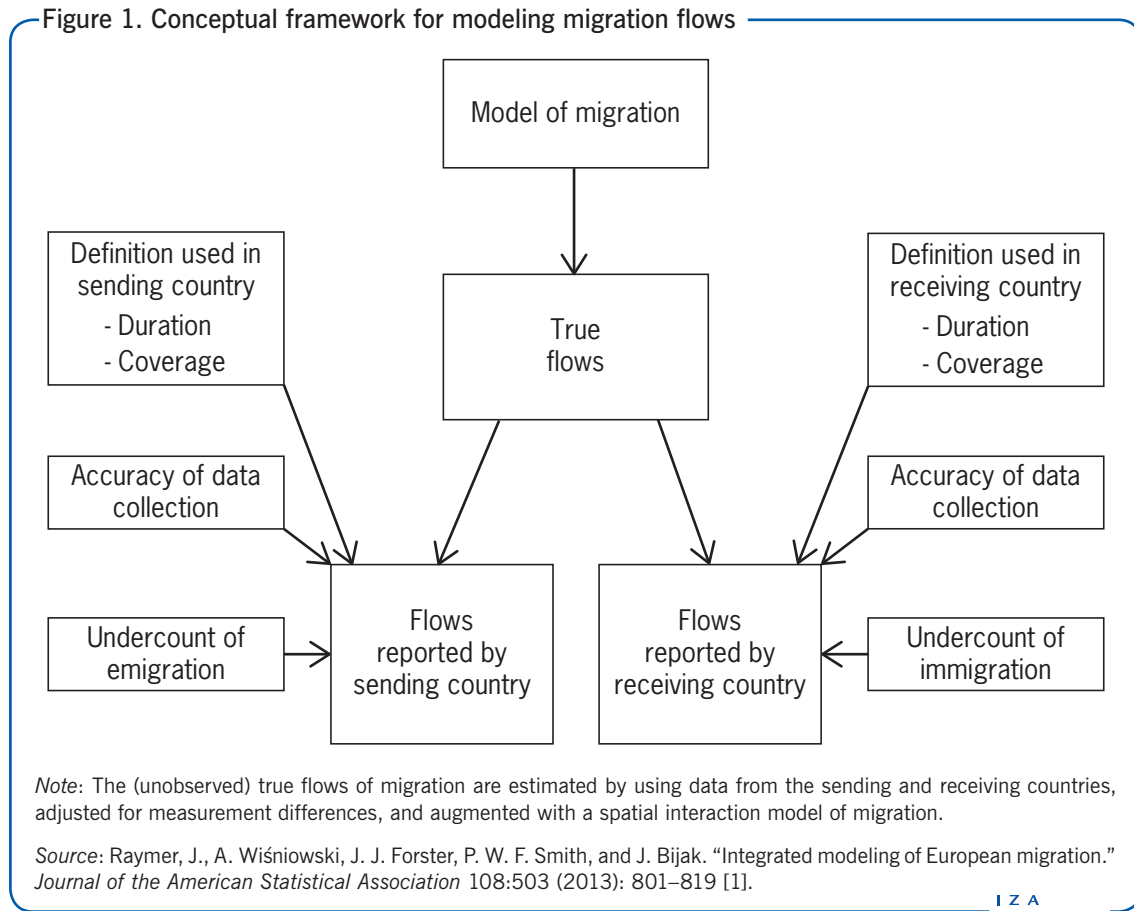 Figure 1. Conceptual framework for modeling migration flows
Model of migration
Definition used in
sending country
- Duration
- Coverage
True
flows
Definition used in
receiving country
- Duration
- Coverage
Accuracy of data
collection
Accuracy of data
collection
Undercount of
emigration
Flows
reported by
sending country
Flows
reported by
receiving country
Undercount of
immigration
Note: The (unobserved) true flows of migration are estimated by using data from the sending and receiving countries,
adjusted for measurement differences, and augmented with a spatial interaction model of migration.
Source: Raymer, J., A. Wiśniowski, J. J. Forster, P. W. F. Smith, and J. Bijak. “Integrated modeling of European migration.”
Journal of the American Statistical Association 108:503 (2013): 801–819 [1].
I Z A